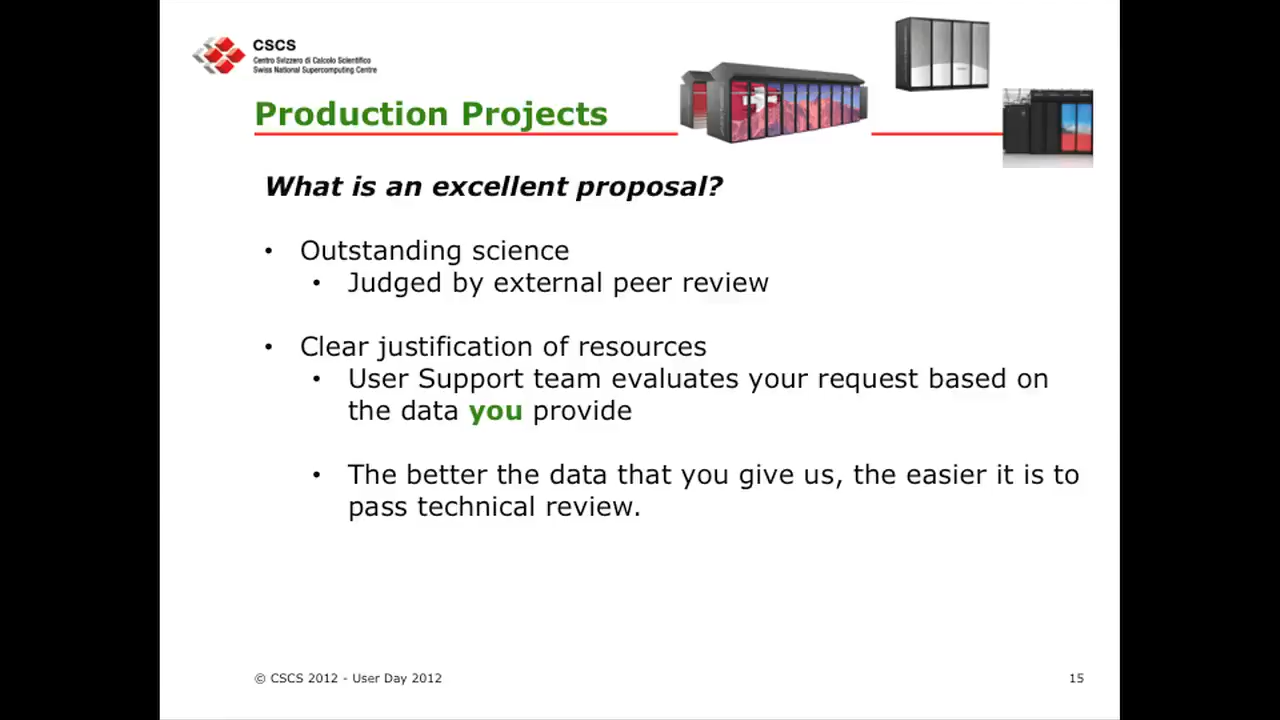 CSCS
Centro Svizzero di Calcolo Scientifico
Swiss National Supercomputing Centre
Production Projects
What is an excellent proposal?
• Outstanding science
• Judged by external peer review
• Clear justification of resources
• User Support team evaluates your request based on
the data you provide
• The better the data that you give us, the easier it is to
pass technical review.
© CSCS 2012 - User Day 2012
15